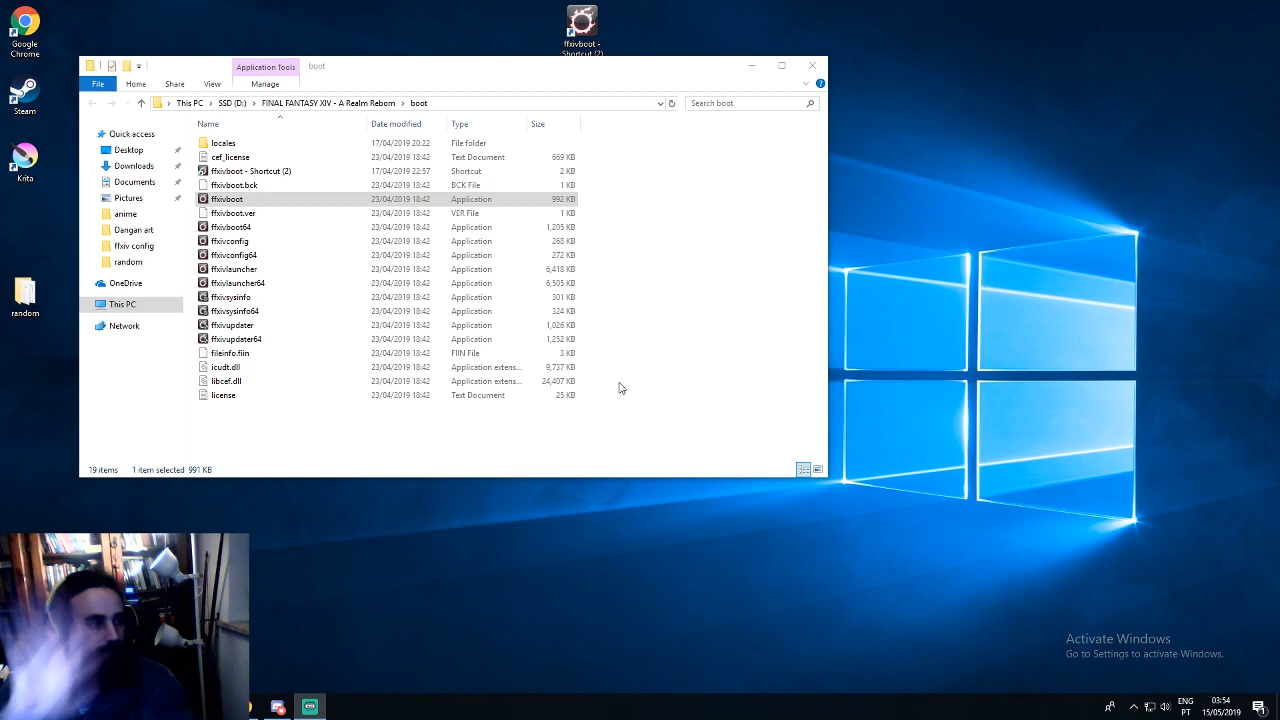 Google
Chrome
Steam
Krita
random
ffxivboot -
Shortcut (2)
Application Tools
boot
File
Home
Share
View
Manage
This PC
SSD (D:)
FINAL FANTASY XIV - A Realm Reborn
boot
Search boot
Quick access
Desktop
Downloads
Documents
Pictures
anime
Dangan art
ffxiv config
random
OneDrive
This PC
Network
Name Date modified Type Size
locales 17/04/2019 20:22 File folder
cef_license 23/04/2019 18:42 Text Document 669 KB
ffxivboot - Shortcut (2) 17/04/2019 22:57 Shortcut 2 KB
ffxivboot.bck 23/04/2019 18:42 BCK File 1 KB
ffxivboot 23/04/2019 18:42 Application 992 KB
ffxivboot.ver 23/04/2019 18:42 VER File 1 KB
ffxivboot64 23/04/2019 18:42 Application 1,205 KB
ffxivconfig 23/04/2019 18:42 Application 268 KB
ffxivconfig64 23/04/2019 18:42 Application 272 KB
ffxivlauncher 23/04/2019 18:42 Application 6,418 KB
ffxivlauncher64 23/04/2019 18:42 Application 6,505 KB
ffxivsysinfo 23/04/2019 18:42 Application 301 KB
ffxivsysinfo64 23/04/2019 18:42 Application 324 KB
ffxivupdater 23/04/2019 18:42 Application 1,026 KB
ffxivupdater64 23/04/2019 18:42 Application 1,252 KB
fileinfo.fiin 23/04/2019 18:42 FIIN File 3 KB
icudt.dll 23/04/2019 18:42 Application extens... 9,737 KB
libcef.dll 23/04/2019 18:42 Application extens... 24,407 KB
license 23/04/2019 18:42 Text Document 25 KB
19 items 1 item selected 991 KB
Activate Windows
Go to Settings to activate Windows.
ENG
PT
03:54
15/05/2019